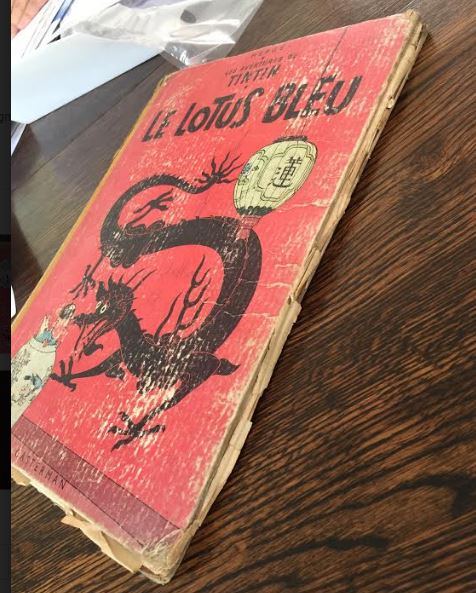 HERGÉ
LES AVENTURES DE
TINTIN
LE LOTUS BLEU
蓮
CASTERMAN